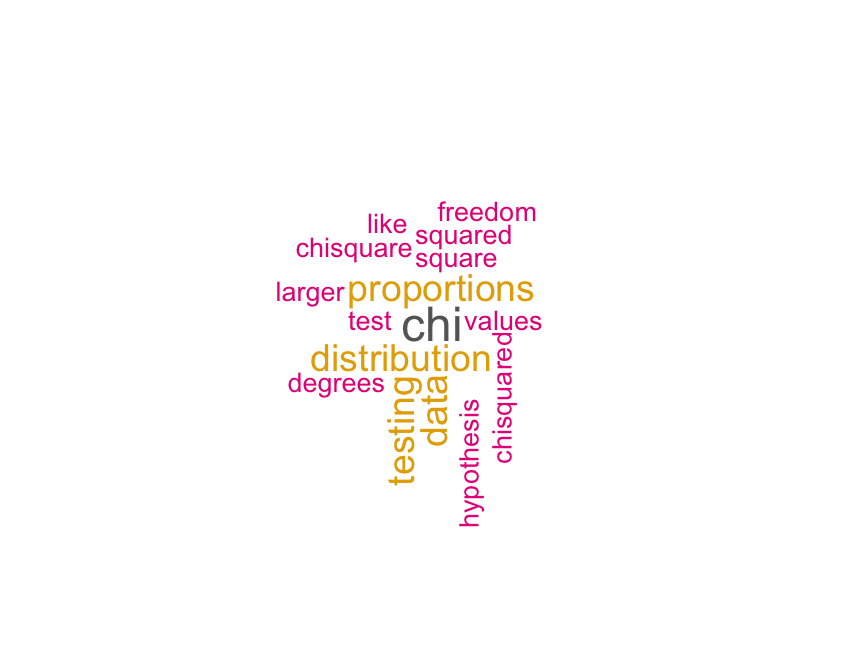 freedom
like
squared
chisquare
square
larger
proportions
test
chi
values
distribution
degrees
chisquared
testing
data
hypothesis